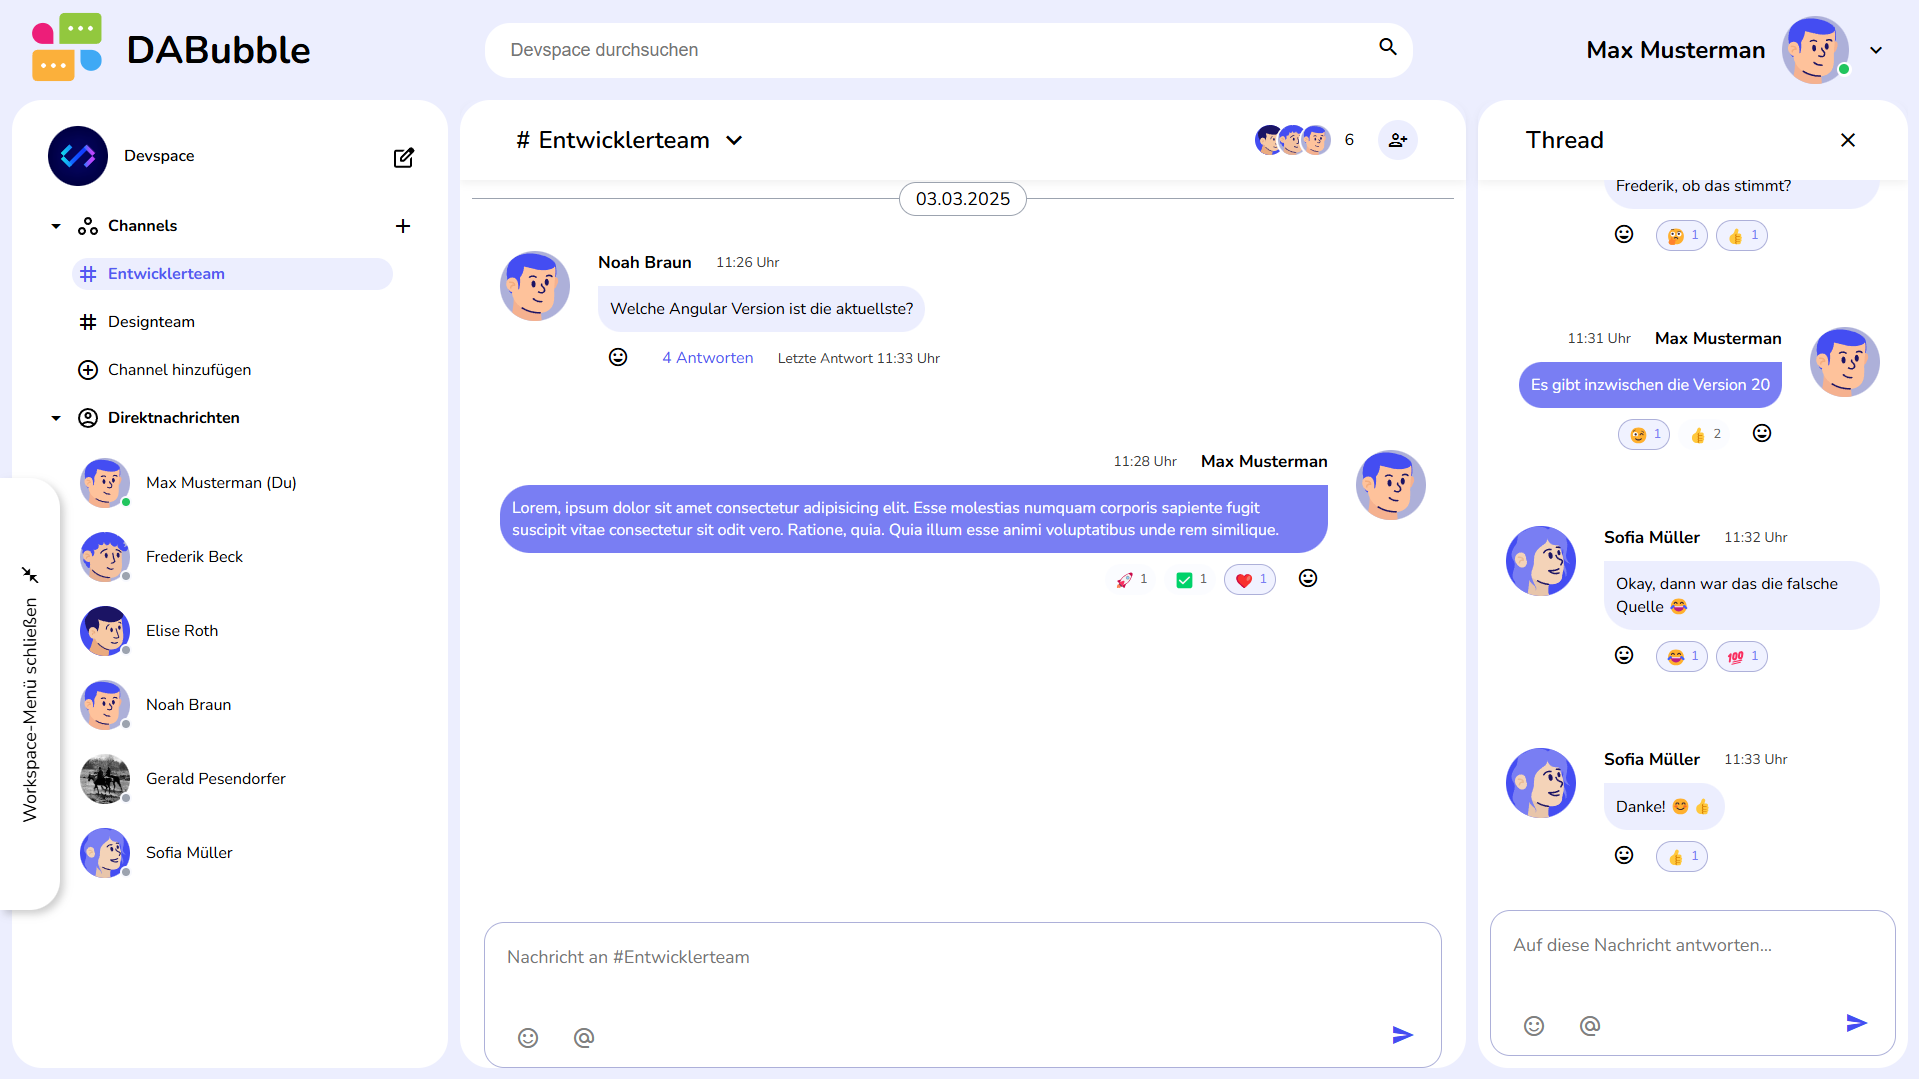 DABubble
Devspace durchsuchen
Max Musterman
Devspace
Channels
Entwicklerteam
Designteam
Channel hinzufügen
Direktnachrichten
Max Musterman (Du)
Frederik Beck
Elise Roth
Noah Braun
Gerald Pesendorfer
Sofia Müller
Workspace-Menü schließen
# Entwicklerteam
6
03.03.2025
Noah Braun 11:26 Uhr
Welche Angular Version ist die aktuellste?
4 Antworten Letzte Antwort 11:33 Uhr
11:28 Uhr Max Musterman
Lorem, ipsum dolor sit amet consectetur adipisicing elit. Esse molestias numquam corporis sapiente fugit
suscipit vitae consectetur sit odit vero. Ratione, quia. Quia illum esse animi voluptatibus unde rem similique.
🚀 1 ✅ 1 ❤️ 1
Nachricht an #Entwicklerteam
Thread
Frederik, ob das stimmt?
🤔 1 👍 1
11:31 Uhr Max Musterman
Es gibt inzwischen die Version 20
😉 1 👍 2
Sofia Müller 11:32 Uhr
Okay, dann war das die falsche
Quelle 😂
😂 1 💯 1
Sofia Müller 11:33 Uhr
Danke! 😊 👍
👍 1
Auf diese Nachricht antworten...